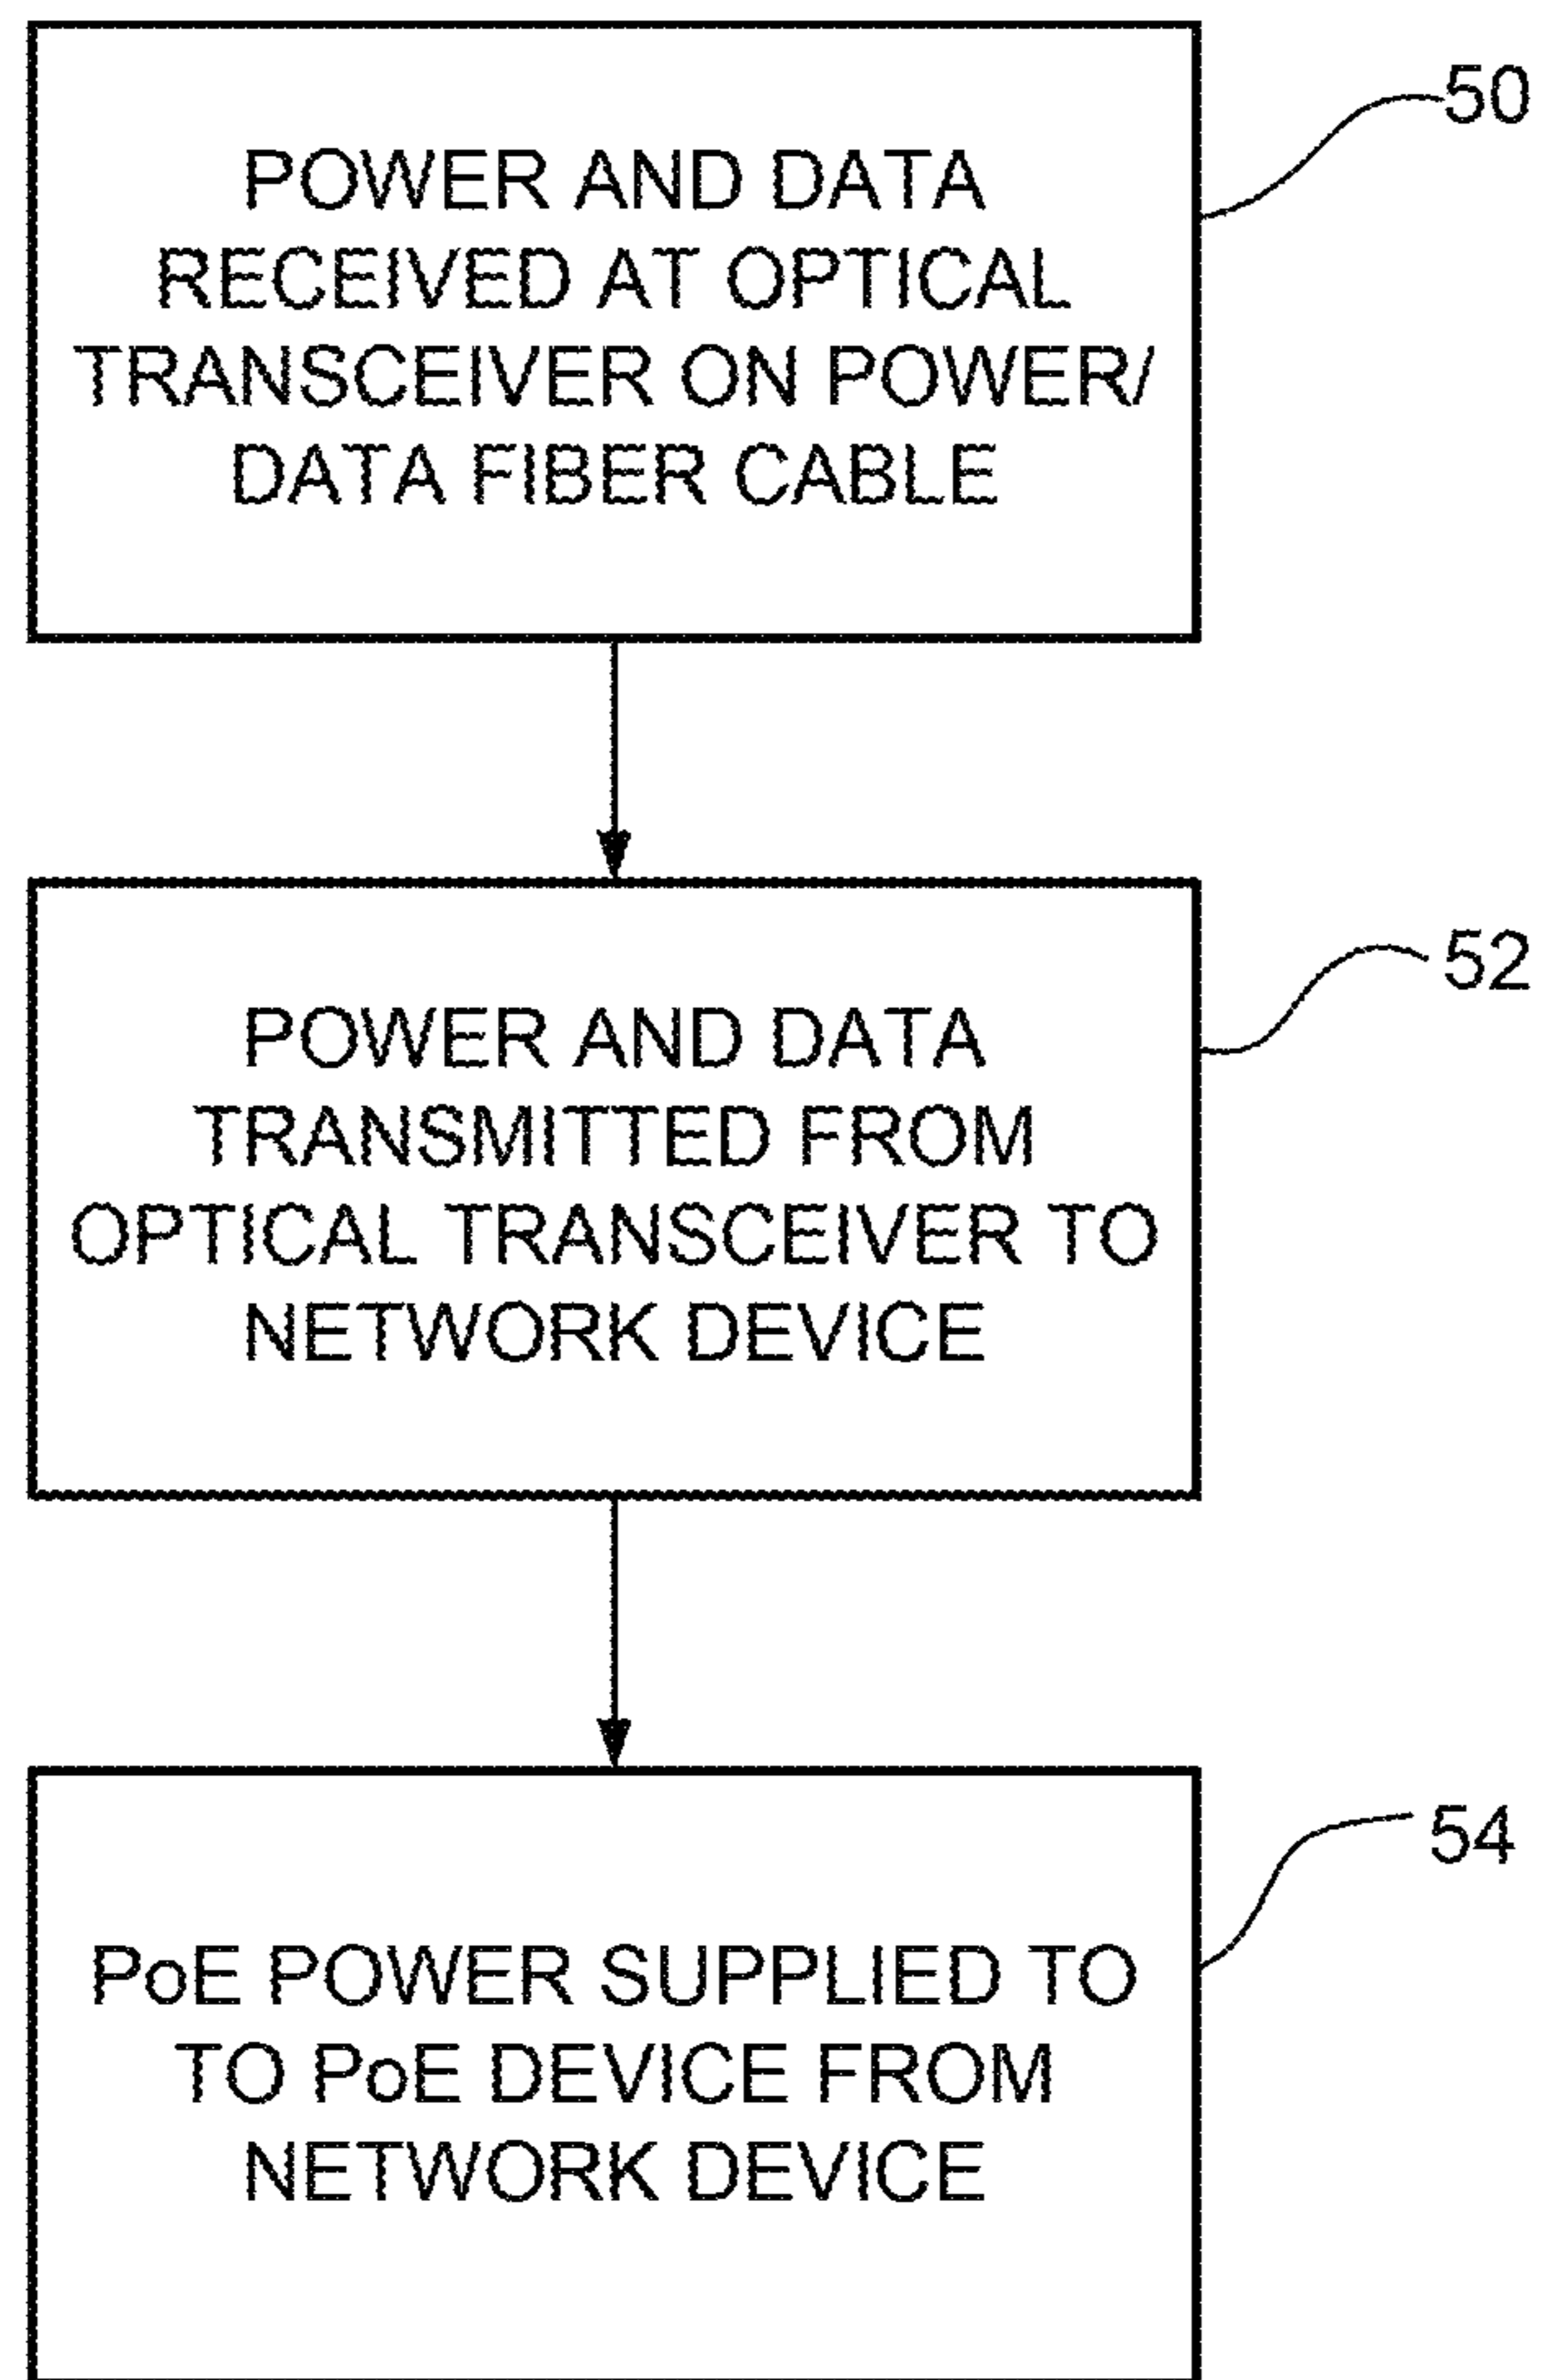 50
POWER AND DATA
RECEIVED AT OPTICAL
TRANSCEIVER ON POWER/
DATA FIBER CABLE
52
POWER AND DATA
TRANSMITTED FROM
OPTICAL TRANSCEIVER TO
NETWORK DEVICE
54
PoE POWER SUPPLIED TO
TO PoE DEVICE FROM
NETWORK DEVICE